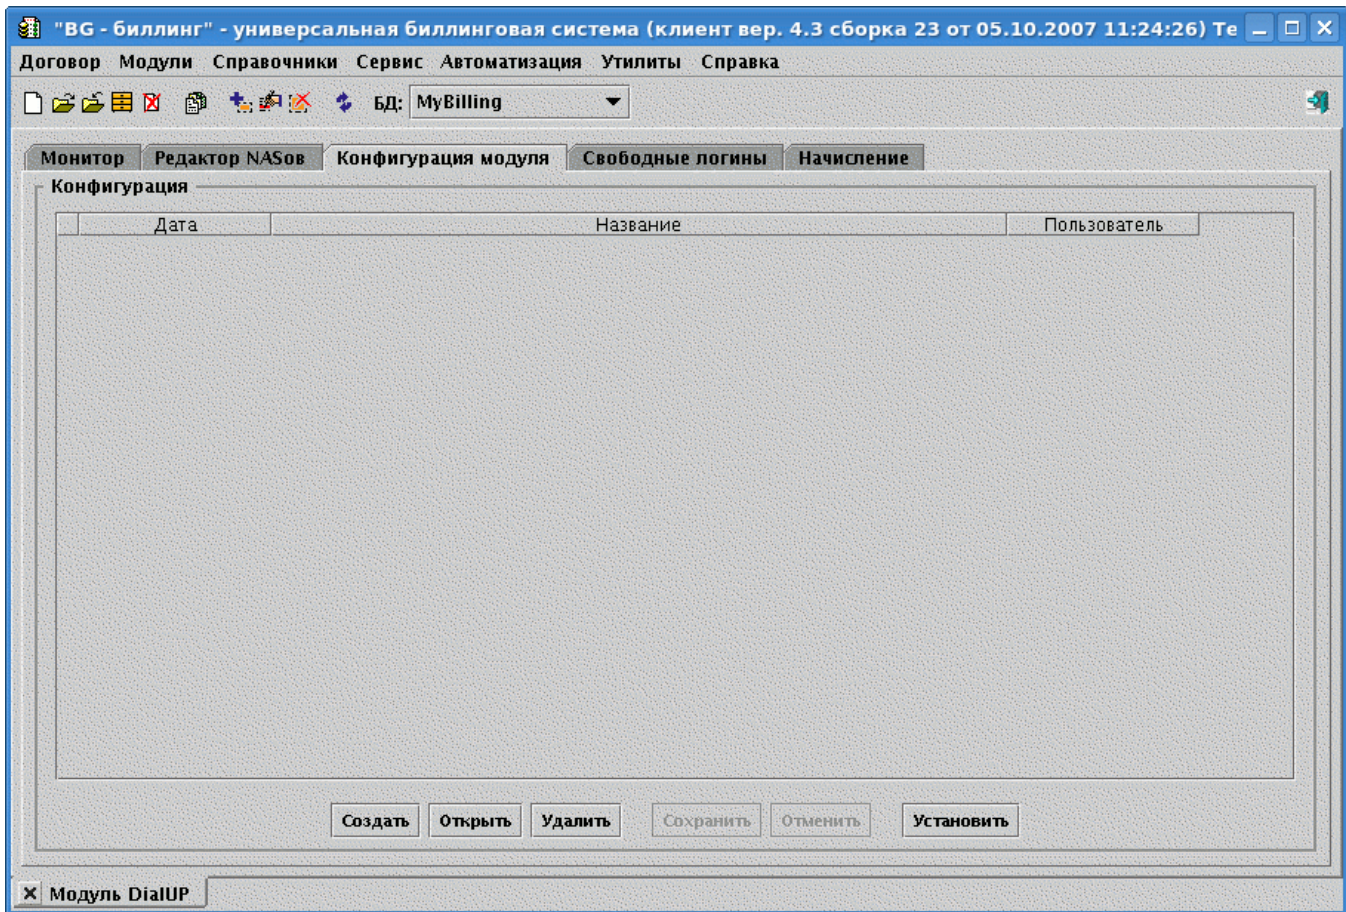 "BG - биллинг" - универсальная биллинговая система (клиент вер. 4.3 сборка 23 от 05.10.2007 11:24:26) Те
Договор Модули Справочники Сервис Автоматизация Утилиты Справка
БД: MyBilling
Монитор Редактор NASов Конфигурация модуля Свободные логины Начисление
Конфигурация
Дата Название Пользователь
Создать Открыть Удалить Сохранить Отменить Установить
Модуль DialUP